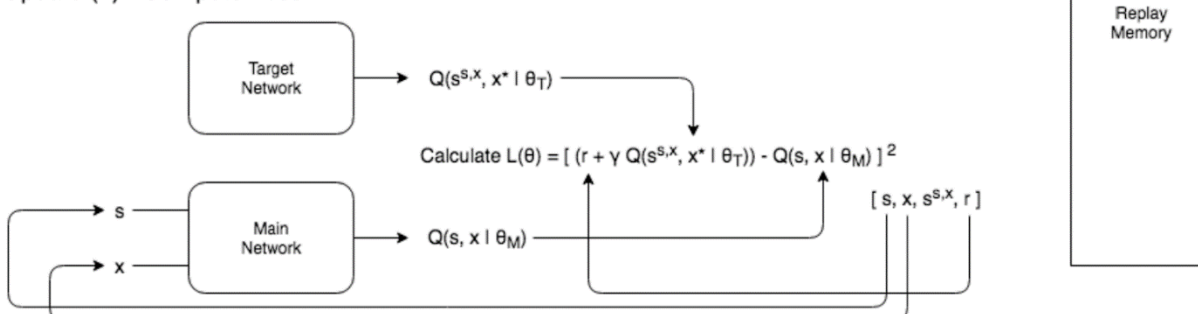 Replay
Memory
Target
Network
Q(s^{s,x}, x* | θ_T)
Calculate L(θ) = [ (r + γ Q(s^{s,x}, x* | θ_T)) - Q(s, x | θ_M) ]²
[ s, x, s^{s,x}, r ]
s
Main
Network
Q(s, x | θ_M)
x